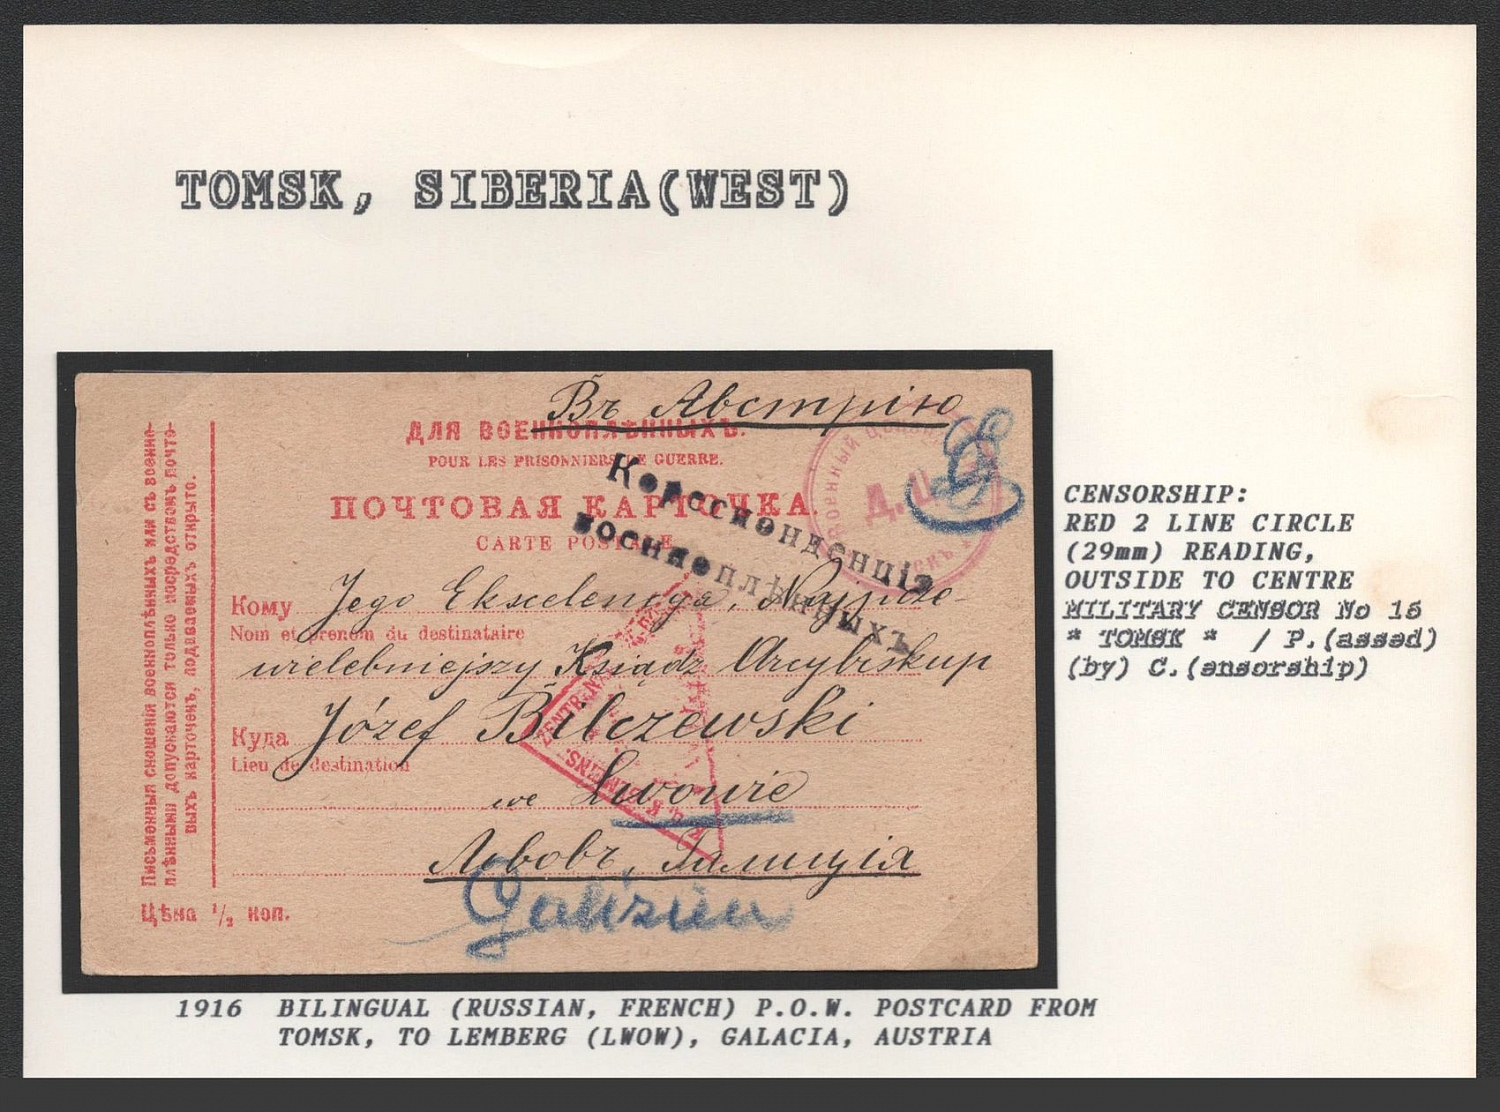 TOMSK, SIBERIA(WEST)
Въ Австрію
ДЛЯ ВОЕННОПЛѢННЫХЪ.
POUR LES PRISONNIERS DE GUERRE.
ПОЧТОВАЯ КАРТОЧКА.
CARTE POSTALE
Корессионденція
военноплѣнныхъ
ВОЕННЫЙ ЦЕНЗ
Д. Ц.
Письменныя сношенія военноплѣнныхъ или съ военно-
плѣнными допускаются только посредствомъ почто-
выхъ карточекъ, подаваемыхъ открыто.
Кому Jego Ekscelencya, Najprze-
Nom et prénom du destinataire
wielebniejszy Ksiądz Arcybiskup
Куда Józef Bilczewski
Lieu de destination
we Lwowie
Львовъ, Галиція
Galizien
Цѣна 1/2 коп.
CENSORSHIP:
RED 2 LINE CIRCLE
(29mm) READING,
OUTSIDE TO CENTRE
MILITARY CENSOR No 15
* TOMSK * / P.(assed)
(by) C.(ensorship)
1916 BILINGUAL (RUSSIAN, FRENCH) P.O.W. POSTCARD FROM
TOMSK, TO LEMBERG (LWOW), GALACIA, AUSTRIA